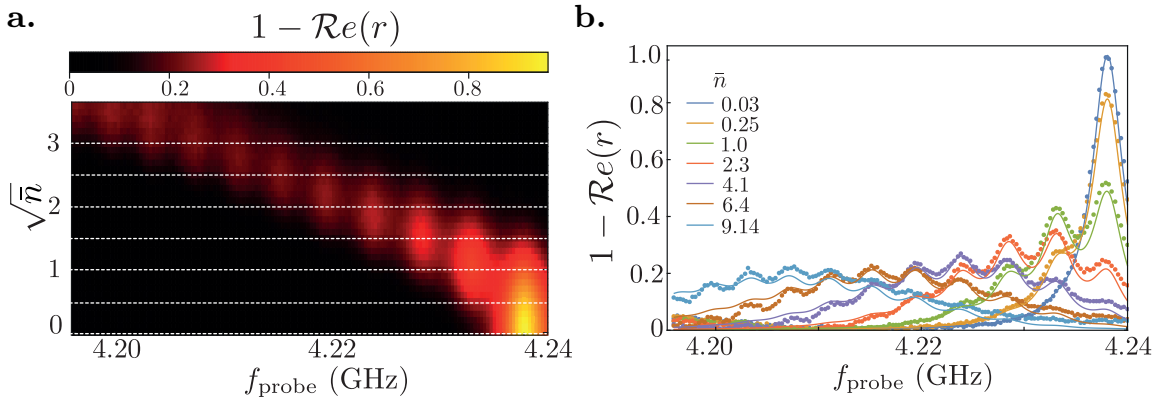 a.
1 − Re(r)
0 0.2 0.4 0.6 0.8
3
2
1
0
√n̄
4.20 4.22 4.24
f_probe (GHz)
b.
1.0
0.8
0.6
0.4
0.2
0
1 − Re(r)
n̄
0.03
0.25
1.0
2.3
4.1
6.4
9.14
4.20 4.22 4.24
f_probe (GHz)